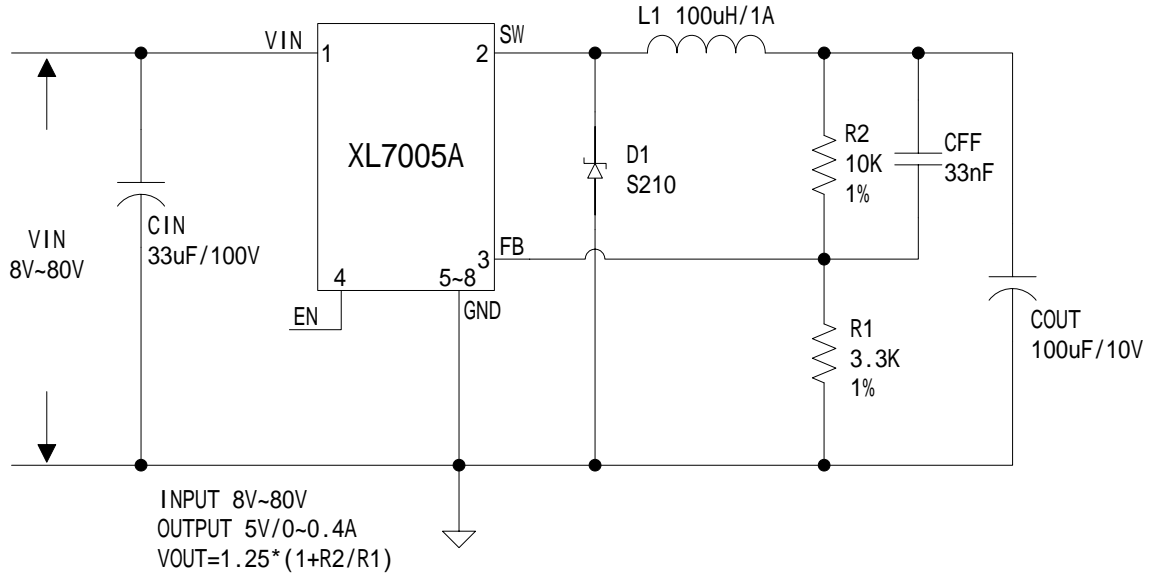 L1 100uH/1A
VIN
SW
1
2
XL7005A
R2
10K
1%
CFF
33nF
D1
S210
CIN
33uF/100V
VIN
8V~80V
FB
3
4
5~8
EN
GND
R1
3.3K
1%
COUT
100uF/10V
INPUT 8V~80V
OUTPUT 5V/0~0.4A
VOUT=1.25*(1+R2/R1)